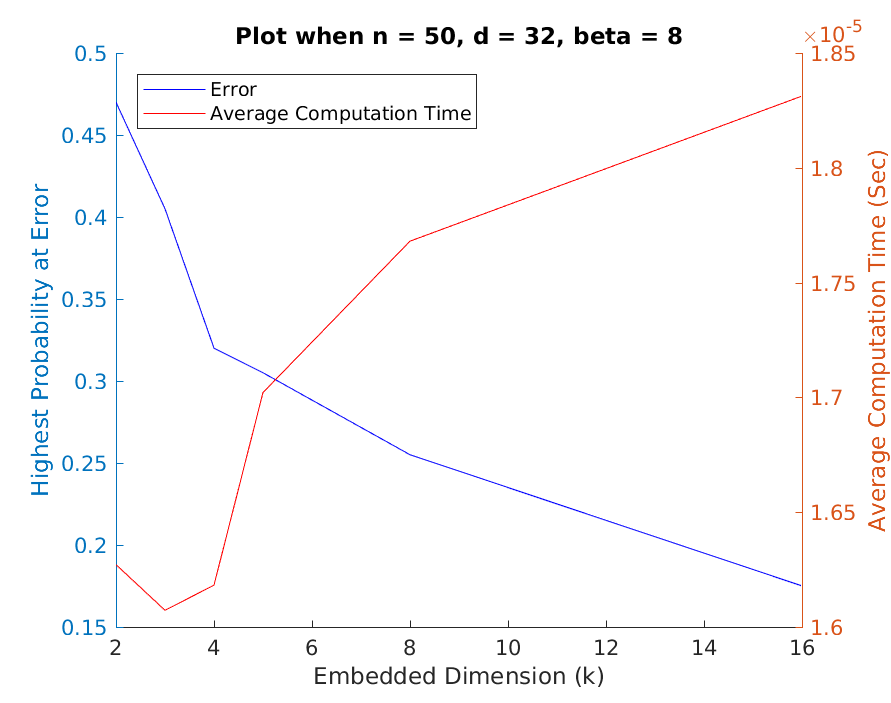 Plot when n = 50, d = 32, beta = 8
×10^-5
Error
Average Computation Time
Highest Probability at Error
0.5
0.45
0.4
0.35
0.3
0.25
0.2
0.15
1.85
1.8
1.75
1.7
1.65
1.6
Average Computation Time (Sec)
2 4 6 8 10 12 14 16
Embedded Dimension (k)